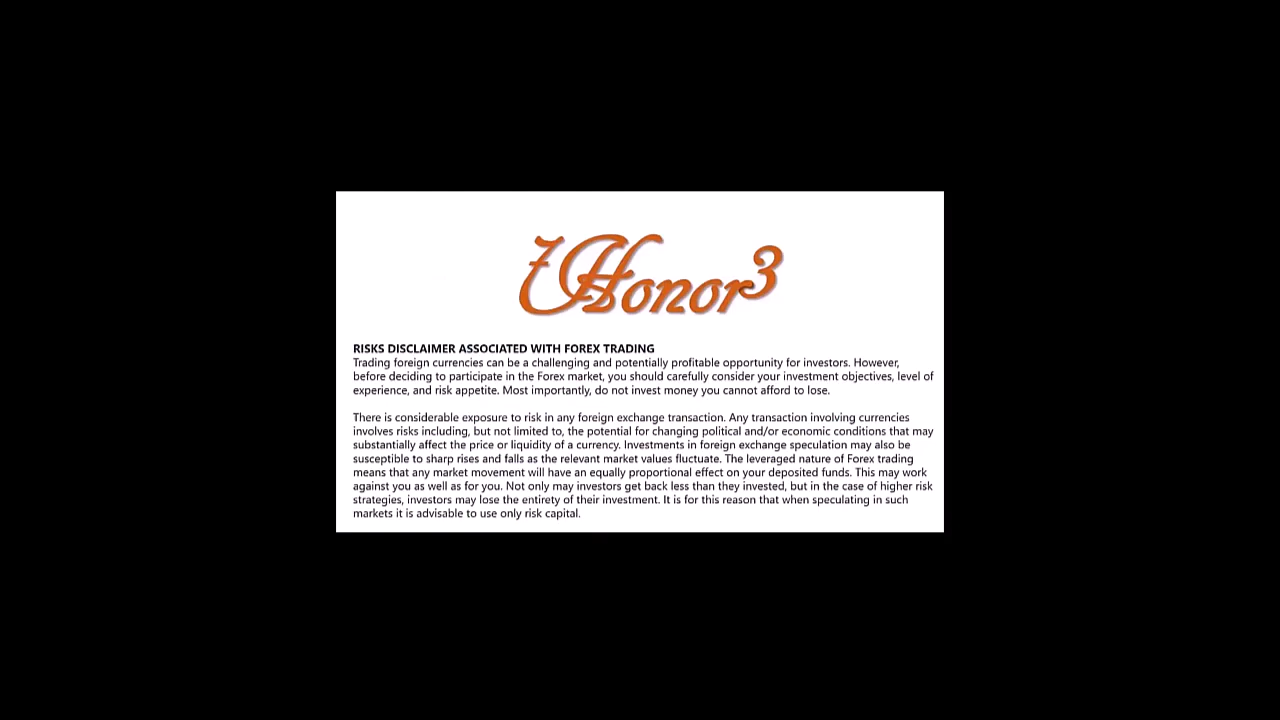 tHonor3
RISKS DISCLAIMER ASSOCIATED WITH FOREX TRADING
Trading foreign currencies can be a challenging and potentially profitable opportunity for investors. However,
before deciding to participate in the Forex market, you should carefully consider your investment objectives, level of
experience, and risk appetite. Most importantly, do not invest money you cannot afford to lose.
There is considerable exposure to risk in any foreign exchange transaction. Any transaction involving currencies
involves risks including, but not limited to, the potential for changing political and/or economic conditions that may
substantially affect the price or liquidity of a currency. Investments in foreign exchange speculation may also be
susceptible to sharp rises and falls as the relevant market values fluctuate. The leveraged nature of Forex trading
means that any market movement will have an equally proportional effect on your deposited funds. This may work
against you as well as for you. Not only may investors get back less than they invested, but in the case of higher risk
strategies, investors may lose the entirety of their investment. It is for this reason that when speculating in such
markets it is advisable to use only risk capital.